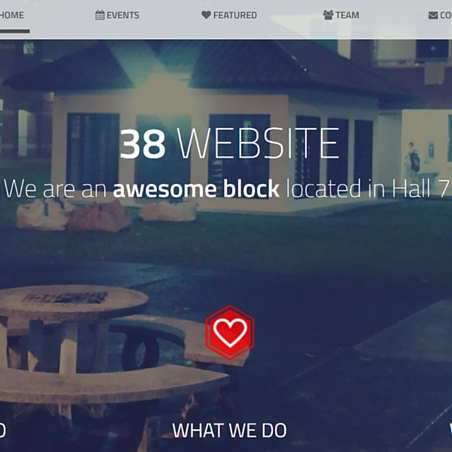 HOME EVENTS FEATURED TEAM CO
38 WEBSITE
We are an awesome block located in Hall 7
WHAT WE DO